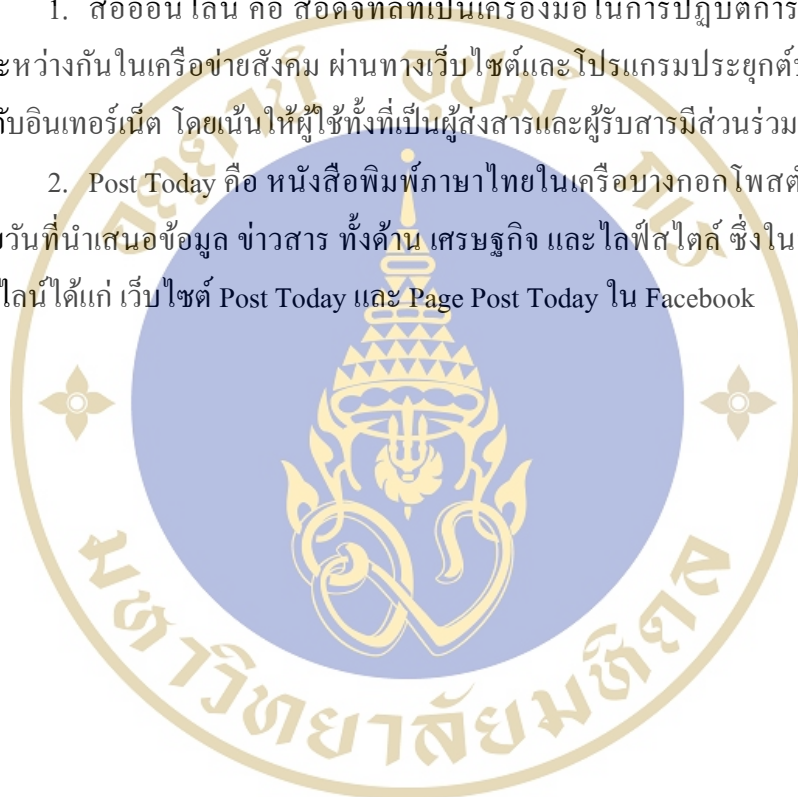 1. สื่อออนไลน์ คือ สื่อดิจิทัลที่เป็นเครื่องมือในการปฏิบัติการ
ะหว่างกันในเครือข่ายสังคม ผ่านทางเว็บไซต์และโปรแกรมประยุกต์
ับอินเทอร์เน็ต โดยเน้นให้ผู้ใช้ทั้งที่เป็นผู้ส่งสารและผู้รับสารมีส่วนร่วม
2. Post Today คือ หนังสือพิมพ์ภาษาไทยในเครือบางกอกโพสต์
วันที่นำเสนอข้อมูล ข่าวสาร ทั้งด้าน เศรษฐกิจ และไลฟ์สไตล์ ซึ่งใน
ไลน์ได้แก่ เว็บไซต์ Post Today และ Page Post Today ใน Facebook
อตฺตานํ อุปมํ กเร
มหาวิทยาลัยมหิดล